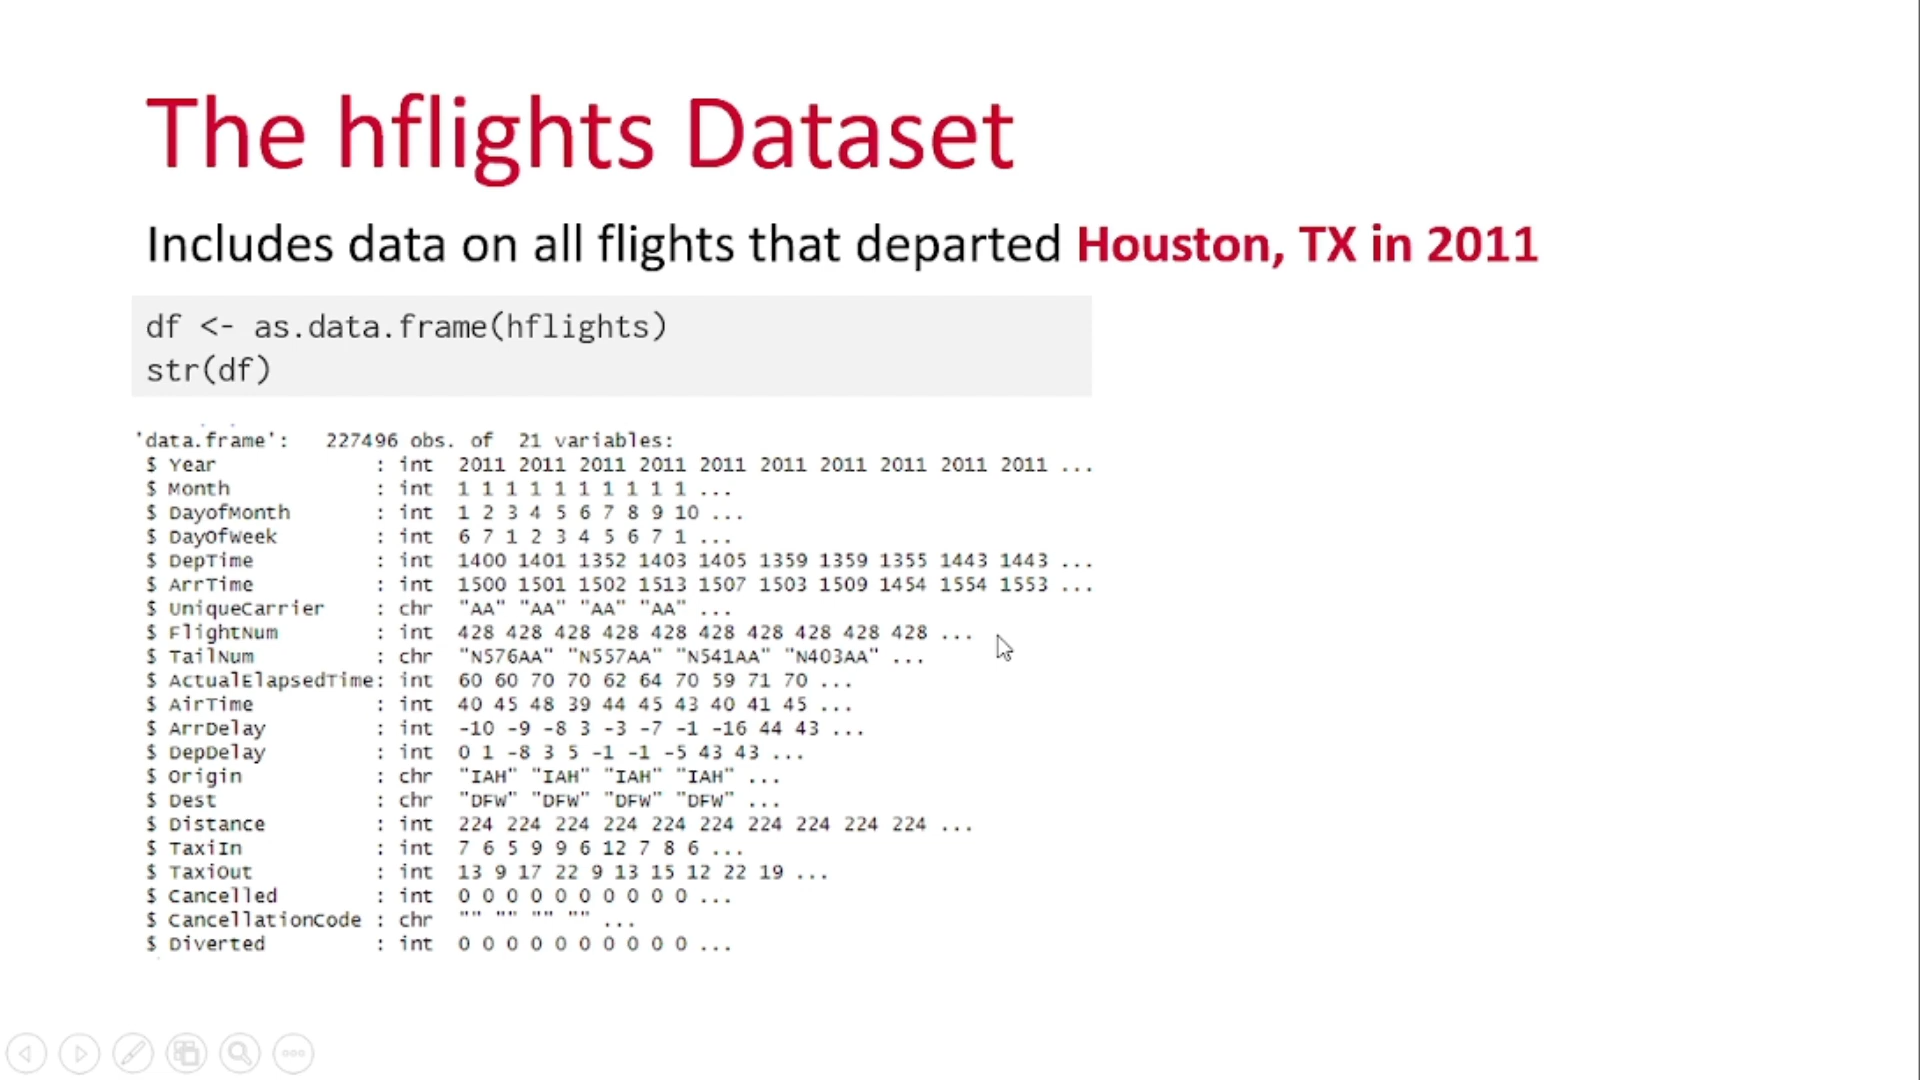 The hflights Dataset
Includes data on all flights that departed Houston, TX in 2011
df <- as.data.frame(hflights)
str(df)
'data.frame':   227496 obs. of  21 variables:
 $ Year             : int  2011 2011 2011 2011 2011 2011 2011 2011 2011 2011 ...
 $ Month            : int  1 1 1 1 1 1 1 1 1 1 ...
 $ DayofMonth       : int  1 2 3 4 5 6 7 8 9 10 ...
 $ DayOfWeek        : int  6 7 1 2 3 4 5 6 7 1 ...
 $ DepTime          : int  1400 1401 1352 1403 1405 1359 1359 1355 1443 1443 ...
 $ ArrTime          : int  1500 1501 1502 1513 1507 1503 1509 1454 1554 1553 ...
 $ UniqueCarrier    : chr  "AA" "AA" "AA" "AA" ...
 $ FlightNum        : int  428 428 428 428 428 428 428 428 428 428 ...
 $ TailNum          : chr  "N576AA" "N557AA" "N541AA" "N403AA" ...
 $ ActualElapsedTime: int  60 60 70 70 62 64 70 59 71 70 ...
 $ AirTime          : int  40 45 48 39 44 45 43 40 41 45 ...
 $ ArrDelay         : int  -10 -9 -8 3 -3 -7 -1 -16 44 43 ...
 $ DepDelay         : int  0 1 -8 3 5 -1 -1 -5 43 43 ...
 $ Origin           : chr  "IAH" "IAH" "IAH" "IAH" ...
 $ Dest             : chr  "DFW" "DFW" "DFW" "DFW" ...
 $ Distance         : int  224 224 224 224 224 224 224 224 224 224 ...
 $ TaxiIn           : int  7 6 5 9 9 6 12 7 8 6 ...
 $ TaxiOut          : int  13 9 17 22 9 13 15 12 22 19 ...
 $ Cancelled        : int  0 0 0 0 0 0 0 0 0 0 ...
 $ CancellationCode : chr  "" "" "" "" ...
 $ Diverted         : int  0 0 0 0 0 0 0 0 0 0 ...